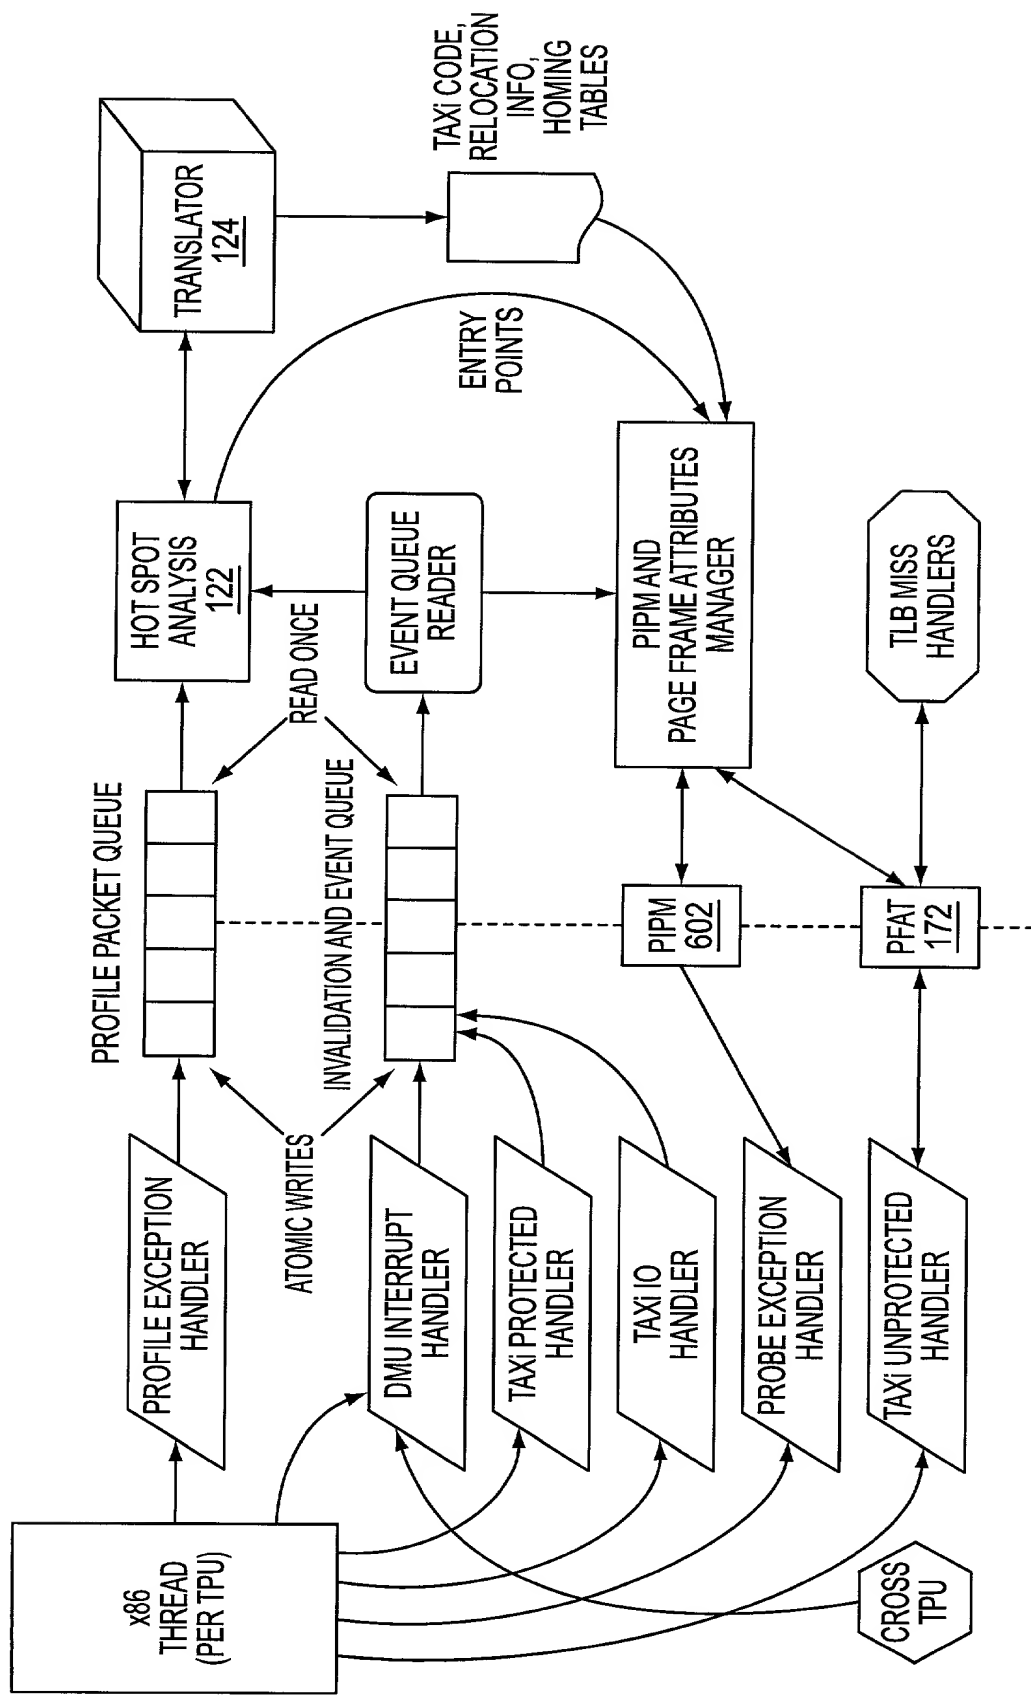 x86
THREAD
(PER TPU)
CROSS
TPU
PROFILE EXCEPTION
HANDLER
ATOMIC WRITES
DMU INTERRUPT
HANDLER
TAXi PROTECTED
HANDLER
TAXi IO
HANDLER
PROBE EXCEPTION
HANDLER
TAXi UNPROTECTED
HANDLER
PROFILE PACKET QUEUE
INVALIDATION AND EVENT QUEUE
PIPM
602
PFAT
172
READ ONCE
HOT SPOT
ANALYSIS
122
EVENT QUEUE
READER
PIPM AND
PAGE FRAME ATTRIBUTES
MANAGER
TLB MISS
HANDLERS
ENTRY
POINTS
TRANSLATOR
124
TAXi CODE,
RELOCATION
INFO,
HOMING
TABLES